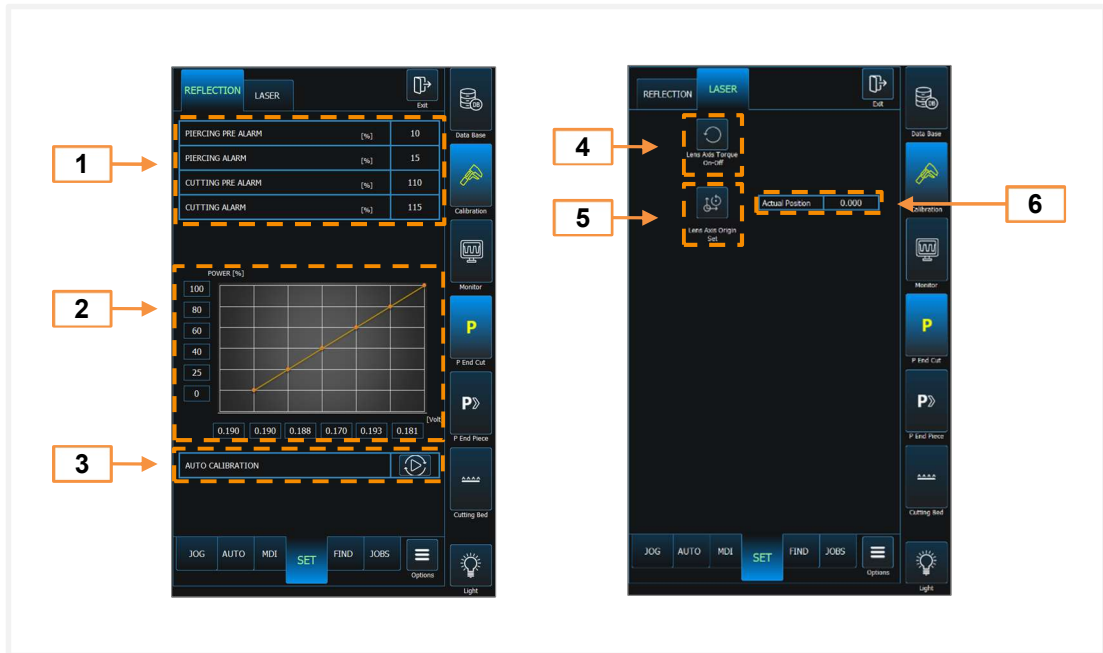 REFLECTION
LASER
Exit
PIERCING PRE ALARM [%] 10
PIERCING ALARM [%] 15
CUTTING PRE ALARM [%] 110
CUTTING ALARM [%] 115
1
POWER [%]
100
80
60
40
25
0
[Volt
0.190 0.190 0.188 0.170 0.193 0.181
2
AUTO CALIBRATION
3
JOG AUTO MDI SET FIND JOBS
Options
DB
Data Base
Calibration
Monitor
P
P End Cut
P
P End Piece
Cutting Bed
Light
REFLECTION
LASER
Exit
4
Lens Axis Torque
On-Off
5
Lens Axis Origin
Set
Actual Position 0.000
6
JOG AUTO MDI SET FIND JOBS
Options
DB
Data Base
Calibration
Monitor
P
P End Cut
P
P End Piece
Cutting Bed
Light